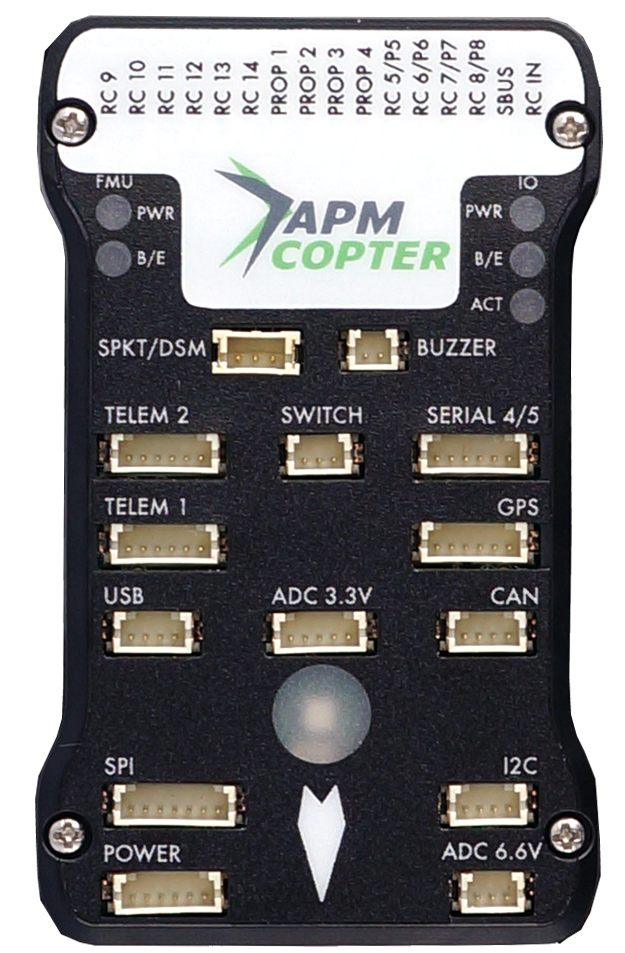 RC 9
RC 10
RC 11
RC 12
RC 13
RC 14
PROP 1
PROP 2
PROP 3
PROP 4
RC 5/P5
RC 6/P6
RC 7/P7
RC 8/P8
SBUS
RC IN
FMU
IO
PWR
PWR
B/E
B/E
ACT
APM
COPTER
SPKT/DSM
BUZZER
TELEM 2
SWITCH
SERIAL 4/5
TELEM 1
GPS
USB
ADC 3.3V
CAN
SPI
I2C
POWER
ADC 6.6V